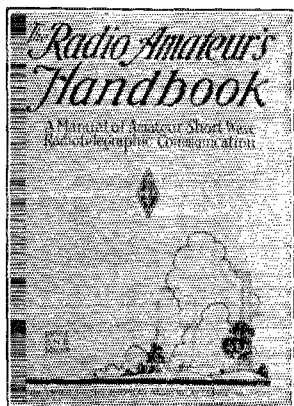 The
Radio Amateur's
Handbook
A Manual of Amateur Short Wave
Radiotelegraphic Communication